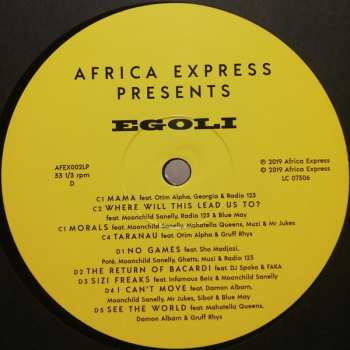 AFRICA EXPRESS
PRESENTS
EGOLI
AFEX002LP
33 1/3 rpm
D
℗ 2019 Africa Express
© 2019 Africa Express
LC 07306
C1 MAMA feat. Otim Alpha, Georgia & Radio 123
C2 WHERE WILL THIS LEAD US TO?
feat. Moonchild Sanelly, Radio 123 & Blue May
C3 MORALS feat. Moonchild Sanelly, Mahotella Queens, Muzi & Mr Jukes
C4 TARANAU feat. Otim Alpha & Gruff Rhys
D1 NO GAMES feat. Sho Madjozi,
Poté, Moonchild Sanelly, Ghetts, Muzi & Radio 123
D2 THE RETURN OF BACARDI feat. DJ Spoko & FAKA
D3 SIZI FREAKS feat. Infamous Boiz & Moonchild Sanelly
D4 I CAN'T MOVE feat. Damon Albarn,
Moonchild Sanelly, Mr Jukes, Sibot & Blue May
D5 SEE THE WORLD feat. Mahotella Queens,
Damon Albarn & Gruff Rhys